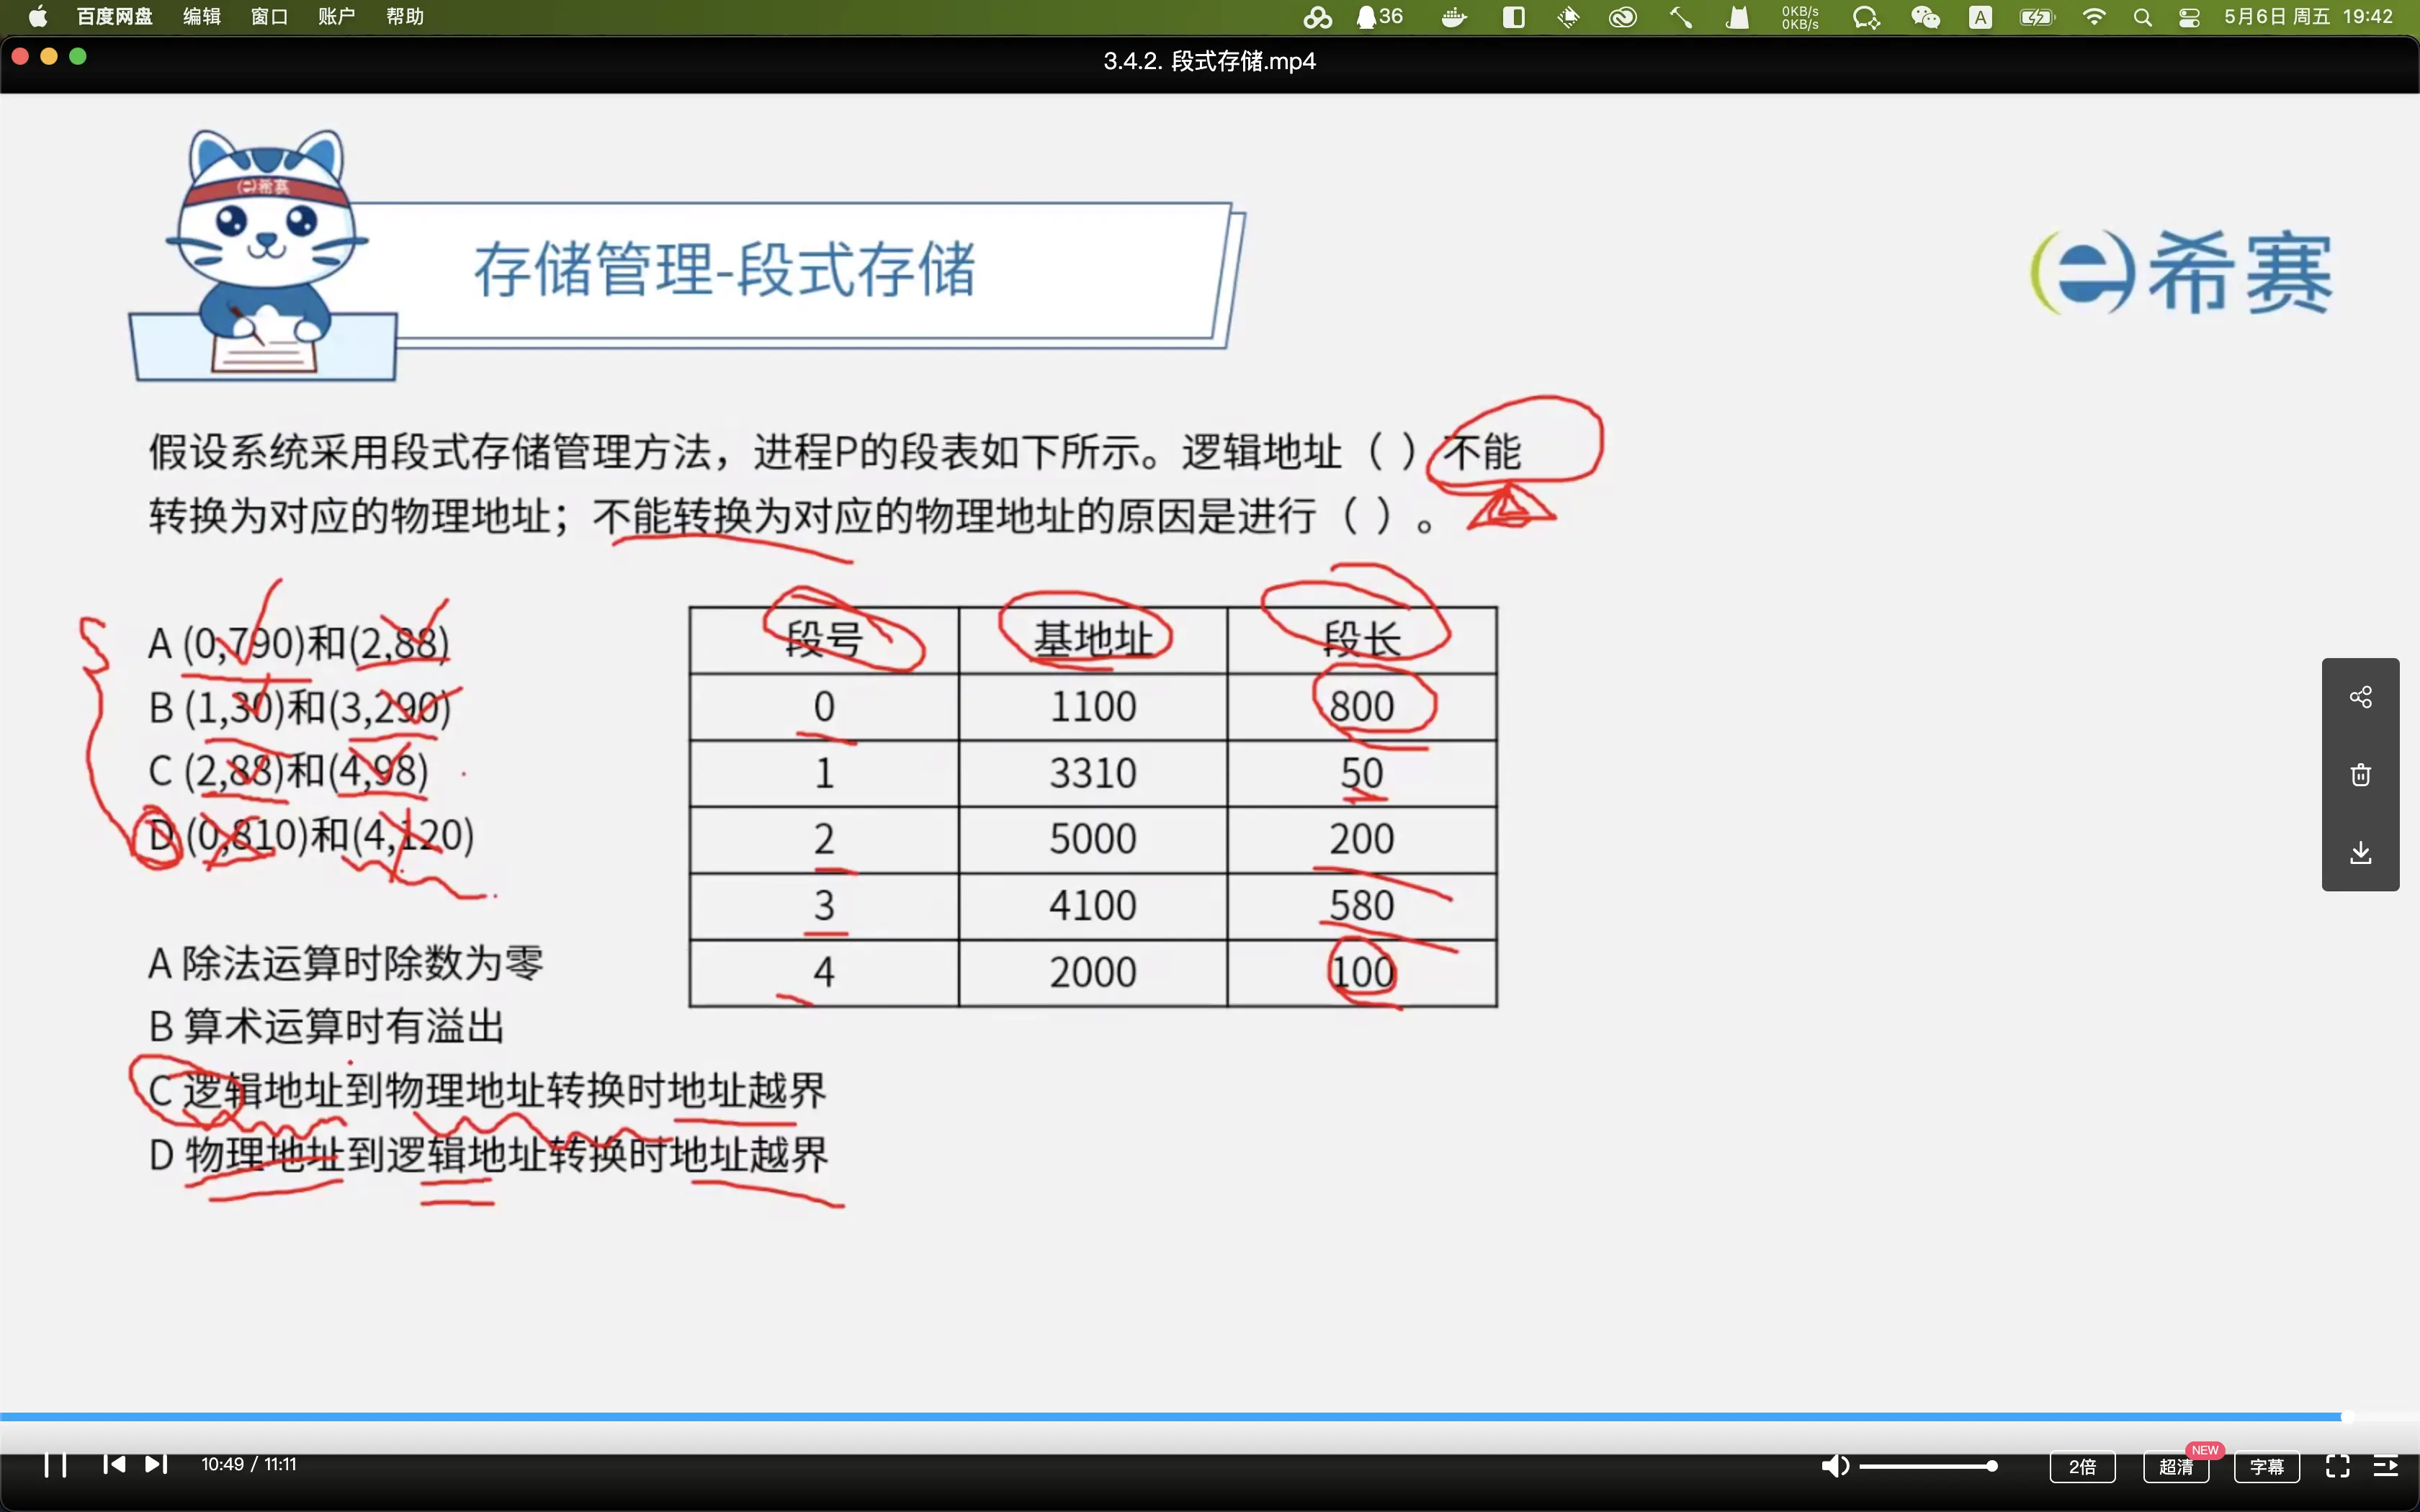 百度网盘 编辑 窗口 账户 帮助 36 0KB/s 0KB/s A 5月6日 周五 19:42
3.4.2. 段式存储.mp4
希赛
存储管理-段式存储
希赛
假设系统采用段式存储管理方法，进程P的段表如下所示。逻辑地址（ ）不能
转换为对应的物理地址；不能转换为对应的物理地址的原因是进行（ ）。
A (0,790)和(2,88)
B (1,30)和(3,290)
C (2,88)和(4,98)
D (0,810)和(4,120)
段号 基地址 段长
0 1100 800
1 3310 50
2 5000 200
3 4100 580
4 2000 100
A 除法运算时除数为零
B 算术运算时有溢出
C 逻辑地址到物理地址转换时地址越界
D 物理地址到逻辑地址转换时地址越界
10:49 / 11:11 2倍 超清 NEW 字幕